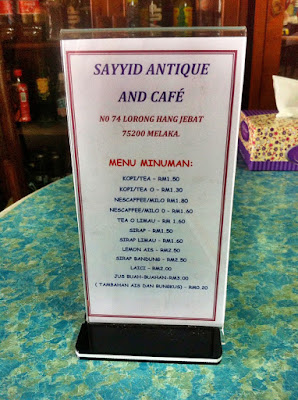 SAYYID ANTIQUE
AND CAFÉ
NO 74 LORONG HANG JEBAT
75200 MELAKA.
MENU MINUMAN:
KOPI/TEA - RM1.50
KOPI/TEA O - RM1.30
NESCAFFEE/MILO RM1.80
NESCAFFEE/MILO O - RM1.60
TEA O LIMAU - RM 1.60
SIRAP - RM1.50
SIRAP LIMAU - RM1.60
LEMON AIS - RM2.50
SIRAP BANDUNG - RM2.50
LAICI - RM2.00
JUS BUAH-BUAHAN-RM3.00
( TAMBAHAN AIS DAN BUNGKUS) - RM0.20